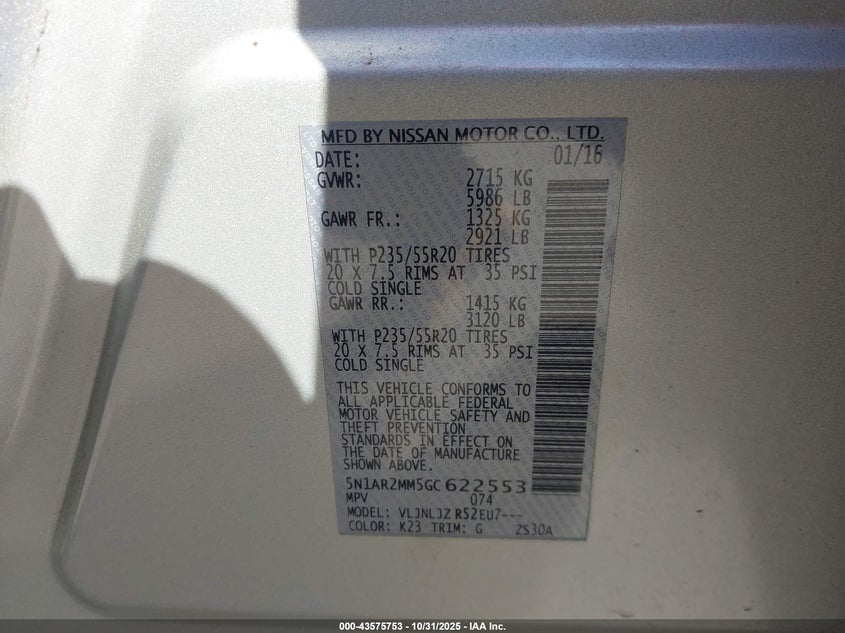 MFD BY NISSAN MOTOR CO., LTD.
DATE: 01/16
GVWR: 2715 KG
5986 LB
GAWR FR.: 1325 KG
2921 LB
WITH P235/55R20 TIRES
20 X 7.5 RIMS AT 35 PSI
COLD SINGLE
GAWR RR.: 1415 KG
3120 LB
WITH P235/55R20 TIRES
20 X 7.5 RIMS AT 35 PSI
COLD SINGLE
THIS VEHICLE CONFORMS TO
ALL APPLICABLE FEDERAL
MOTOR VEHICLE SAFETY AND
THEFT PREVENTION
STANDARDS IN EFFECT ON
THE DATE OF MANUFACTURE
SHOWN ABOVE.
5N1AR2MM5GC622553
MPV 074
MODEL: VLJNLJZ R52EU7---
COLOR: K23 TRIM: G ZS30A
000-43575753 - 10/31/2025 - IAA Inc.